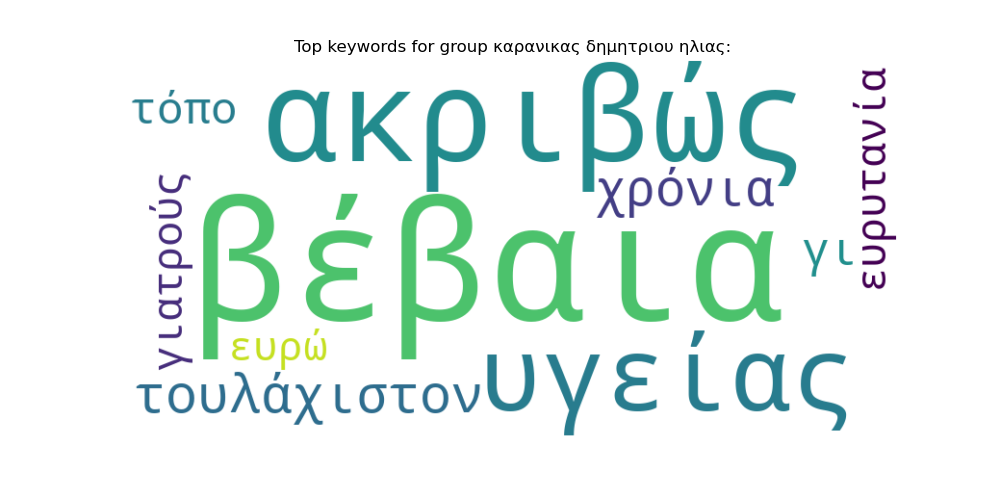 Top keywords for group καρανικας δημητριου ηλιας:
τόπο
ακριβώς
ευρυτανία
χρόνια
γιατρούς
βέβαια
γι
ευρώ
τουλάχιστον
υγείας